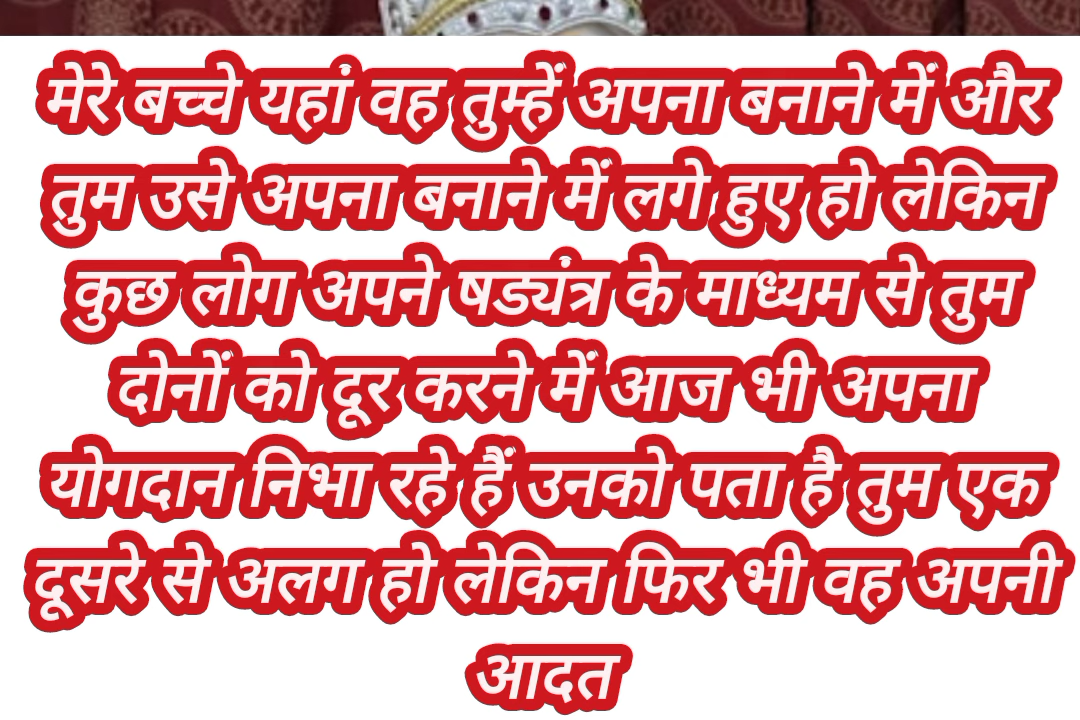 मेरे बच्चे यहां वह तुम्हें अपना बनाने में और
तुम उसे अपना बनाने में लगे हुए हो लेकिन
कुछ लोग अपने षड्यंत्र के माध्यम से तुम
दोनों को दूर करने में आज भी अपना
योगदान निभा रहे हैं उनको पता है तुम एक
दूसरे से अलग हो लेकिन फिर भी वह अपनी
आदत